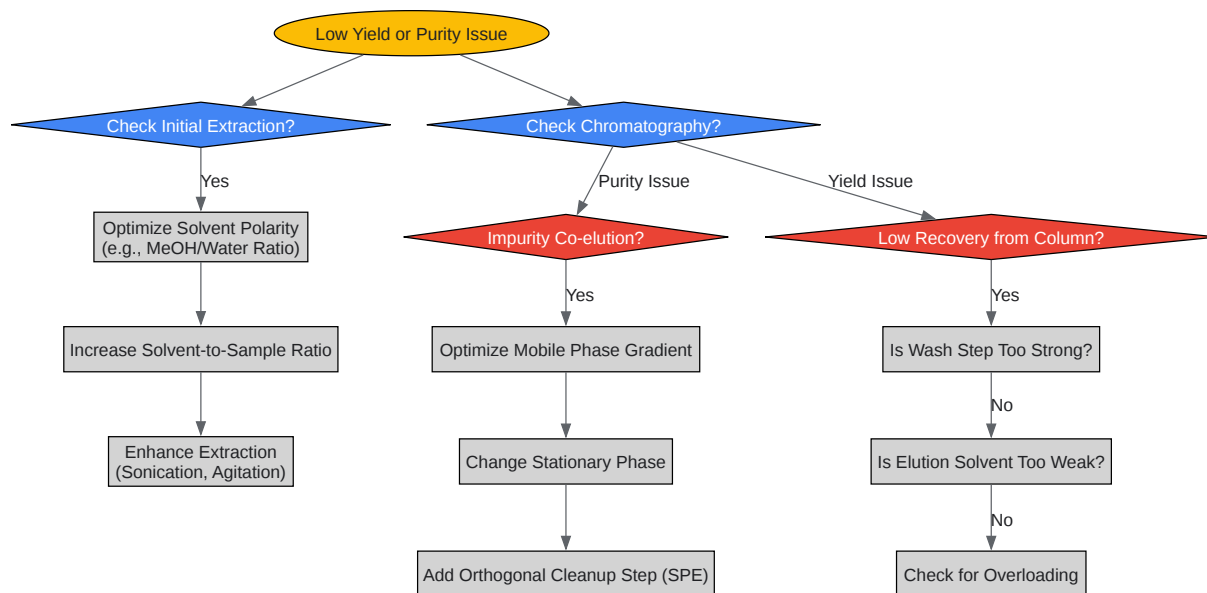 Low Yield or Purity Issue
Check Initial Extraction?
Check Chromatography?
Yes
Purity Issue
Yield Issue
Optimize Solvent Polarity
(e.g., MeOH/Water Ratio)
Impurity Co-elution?
Low Recovery from Column?
Yes
Yes
Increase Solvent-to-Sample Ratio
Optimize Mobile Phase Gradient
Is Wash Step Too Strong?
No
Enhance Extraction
(Sonication, Agitation)
Change Stationary Phase
Is Elution Solvent Too Weak?
No
Add Orthogonal Cleanup Step (SPE)
Check for Overloading